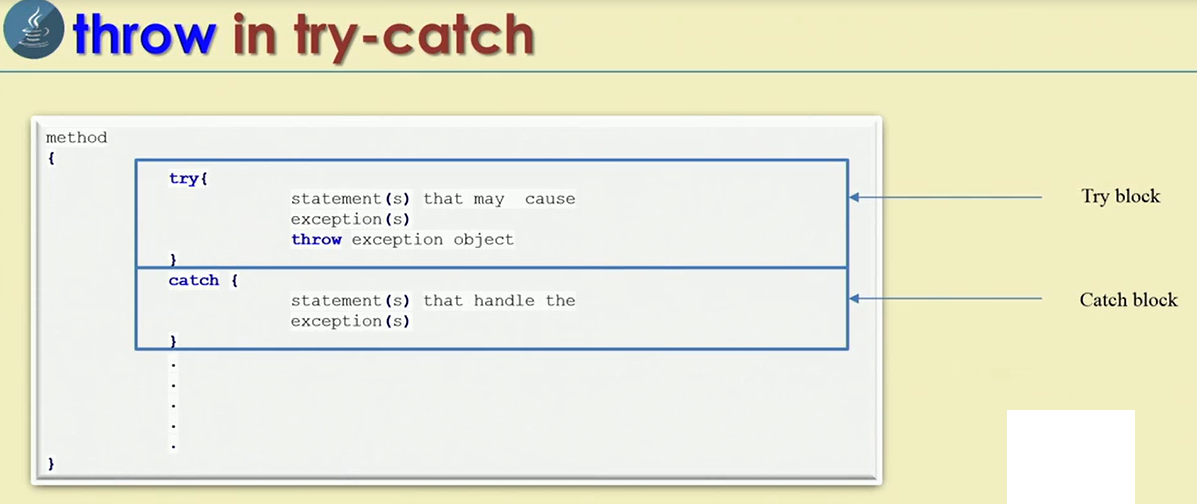 throw in try-catch
method
{
try{
statement(s) that may cause
exception(s)
throw exception object
}
catch {
statement(s) that handle the
exception(s)
}
.
.
.
.
.
}
Try block
Catch block